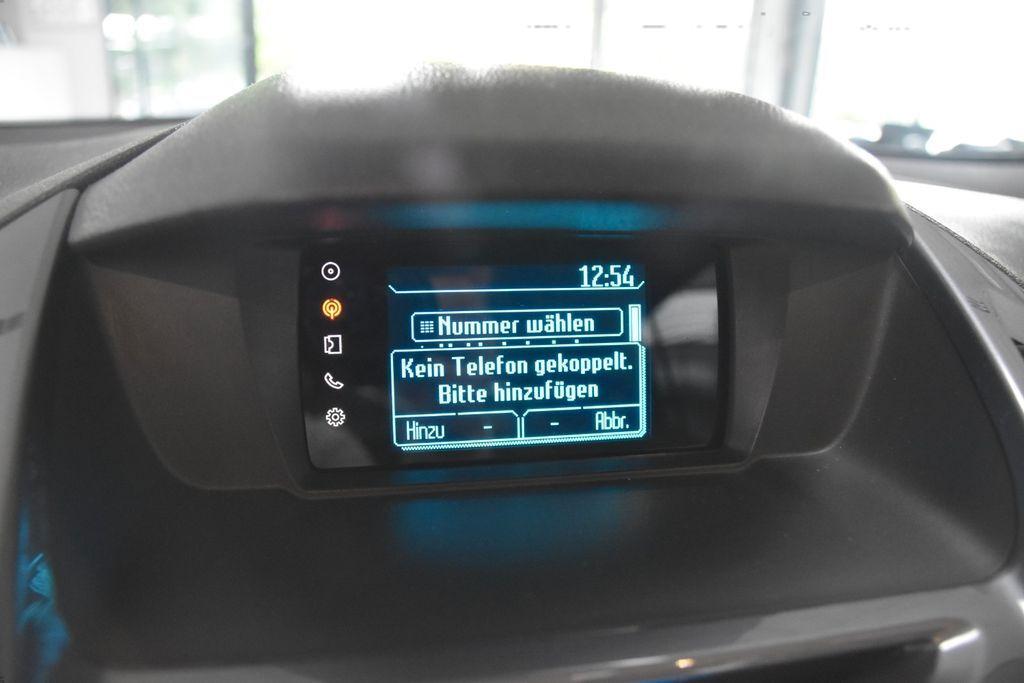 12:54
Nummer wählen
Kein Telefon gekoppelt.
Bitte hinzufügen
Hinzu - - Abbr.